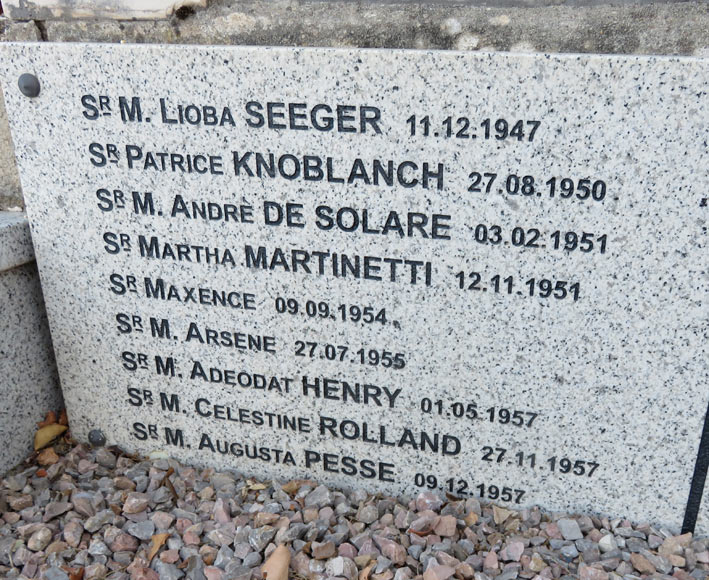 SR M. LIOBA SEEGER 11.12.1947
SR PATRICE KNOBLANCH 27.08.1950
SR M. ANDRÈ DE SOLARE 03.02.1951
SR MARTHA MARTINETTI 12.11.1951
SR MAXENCE 09.09.1954
SR M. ARSENE 27.07.1955
SR M. ADEODAT HENRY 01.05.1957
SR M. CELESTINE ROLLAND 27.11.1957
SR M. AUGUSTA PESSE 09.12.1957